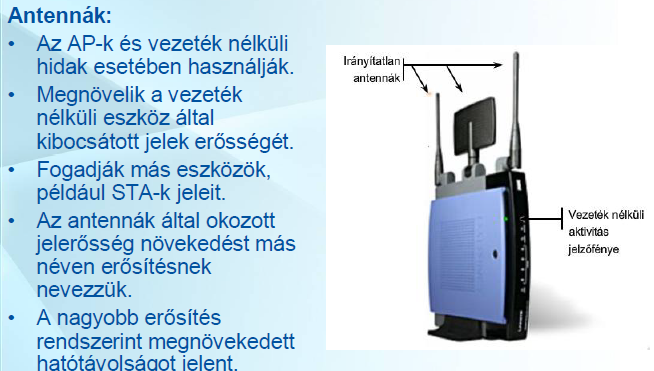 Antennák:
• Az AP-k és vezeték nélküli
hidak esetében használják.
• Megnövelik a vezeték
nélküli eszköz által
kibocsátott jelek erősségét.
• Fogadják más eszközök,
például STA-k jeleit.
• Az antennák által okozott
jelerősség növekedést más
néven erősítésnek
nevezzük.
• A nagyobb erősítés
rendszerint megnövekedett
hatótávolságot jelent.
Irányítatlan
antennák
Vezeték nélküli
aktivitás
jelzőfénye